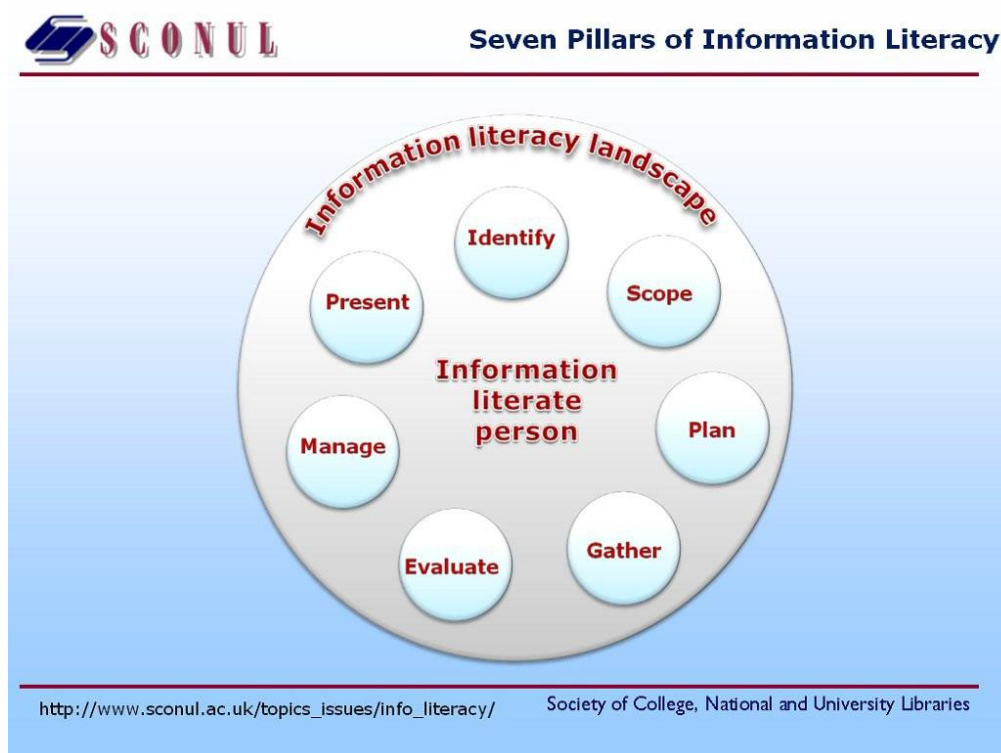 SCONUL
Seven Pillars of Information Literacy
Information literacy landscape
Identify
Scope
Plan
Gather
Evaluate
Manage
Present
Information
literate
person
http://www.sconul.ac.uk/topics_issues/info_literacy/
Society of College, National and University Libraries